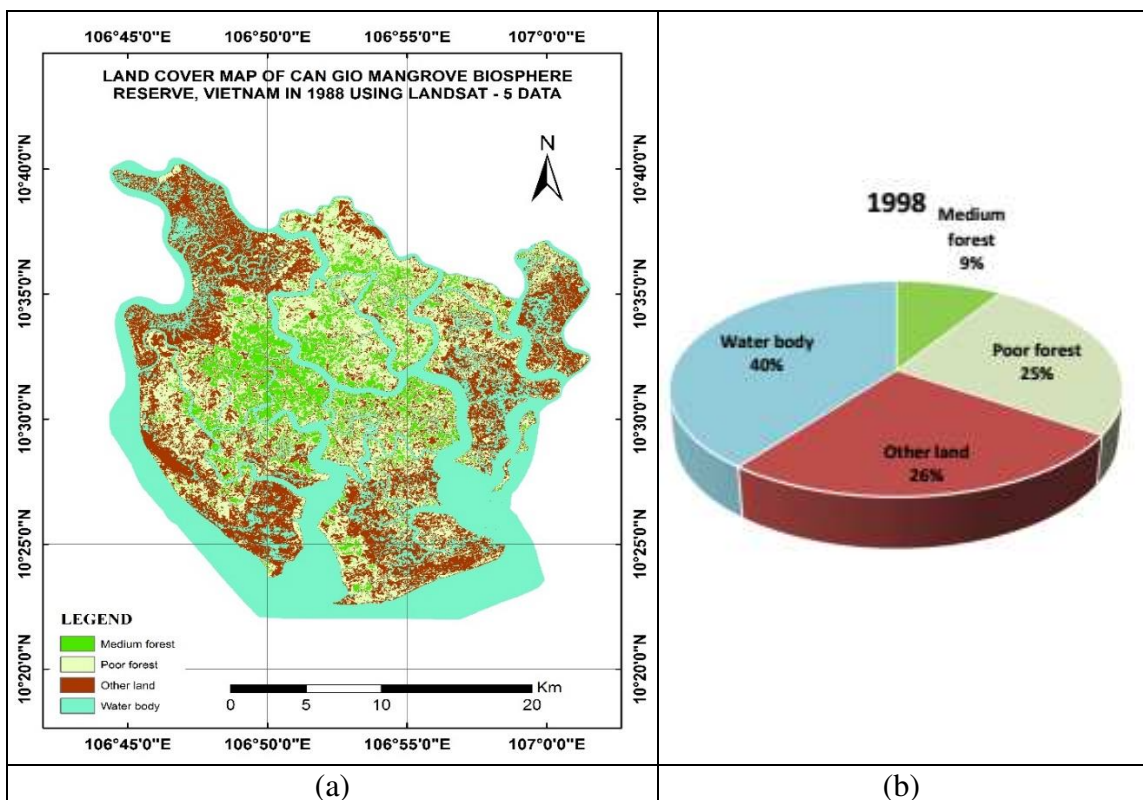 106°45'0"E 106°50'0"E 106°55'0"E 107°0'0"E
LAND COVER MAP OF CAN GIO MANGROVE BIOSPHERE
RESERVE, VIETNAM IN 1988 USING LANDSAT - 5 DATA
N
10°40'0"N 10°40'0"N
10°35'0"N 10°35'0"N
10°30'0"N 10°30'0"N
10°25'0"N 10°25'0"N
10°20'0"N 10°20'0"N
LEGEND
Medium forest
Poor forest
Other land
Water body
Km
0 5 10 20
106°45'0"E 106°50'0"E 106°55'0"E 107°0'0"E
(a)
1998
Medium
forest
9%
Poor forest
25%
Other land
26%
Water body
40%
(b)